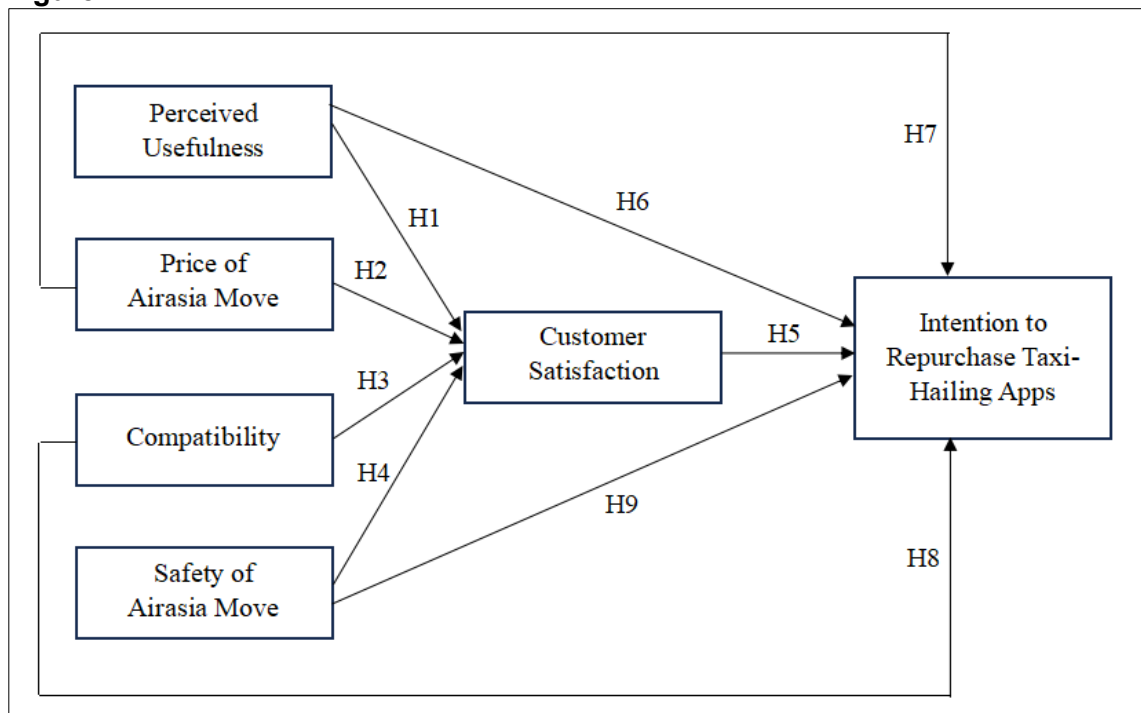 Perceived
Usefulness
H7
H6
H1
Price of
Airasia Move
H2
Customer
Satisfaction
H5
Intention to
Repurchase Taxi-
Hailing Apps
H3
Compatibility
H4
H9
Safety of
Airasia Move
H8